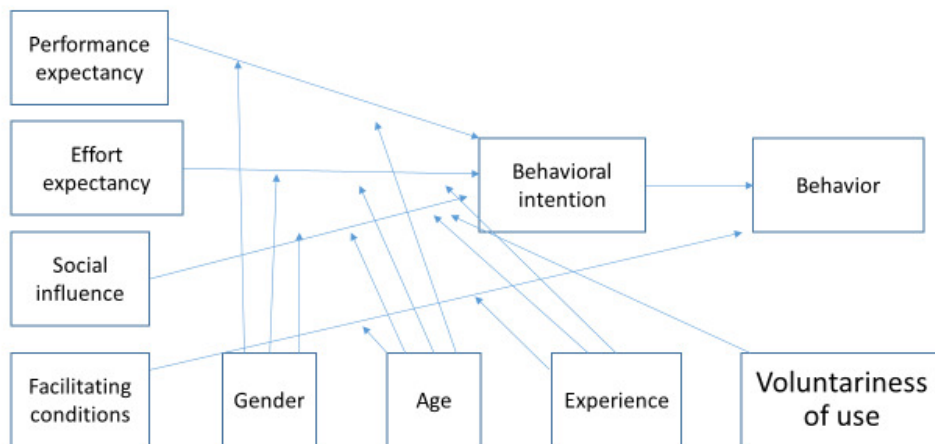 Performance
expectancy
Effort
expectancy
Behavioral
intention
Behavior
Social
influence
Facilitating
conditions
Gender
Age
Experience
Voluntariness
of use